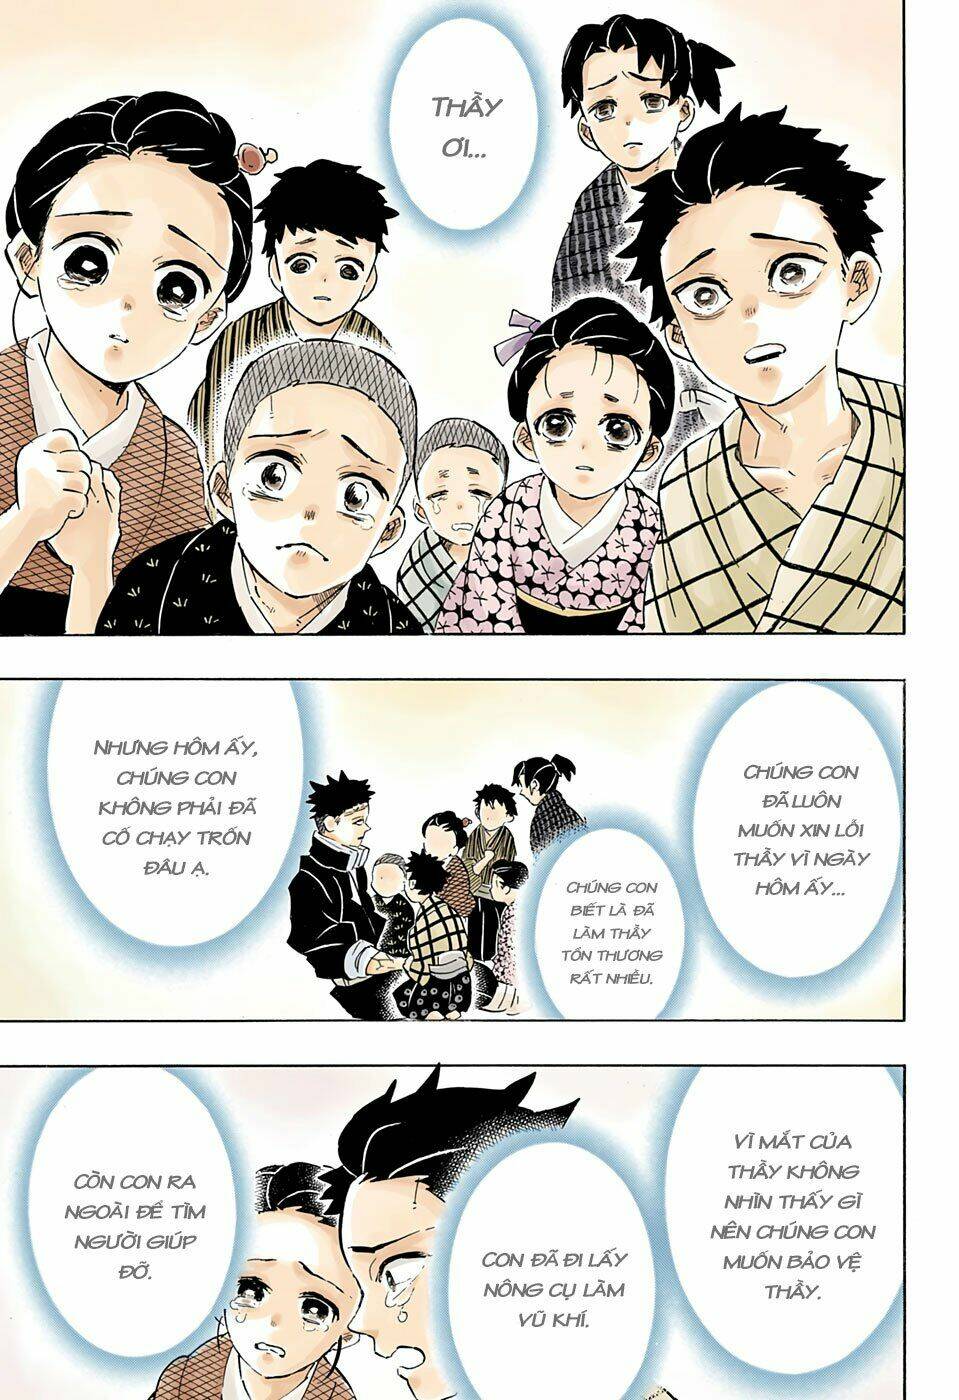 THẦY
ƠI...
CHÚNG CON
ĐÃ LUÔN
MUỐN XIN LỖI
THẦY VÌ NGÀY
HÔM ẤY...
CHÚNG CON
BIẾT LÀ ĐÃ
LÀM THẦY
TỔN THƯƠNG
RẤT NHIỀU.
NHƯNG HÔM ẤY,
CHÚNG CON
KHÔNG PHẢI ĐÃ
CỐ CHẠY TRỐN
ĐÂU Ạ.
VÌ MẮT CỦA
THẦY KHÔNG
NHÌN THẤY GÌ
NÊN CHÚNG CON
MUỐN BẢO VỆ
THẦY.
CON ĐÃ ĐI LẤY
NÔNG CỤ LÀM
VŨ KHÍ.
CÒN CON RA
NGOÀI ĐỂ TÌM
NGƯỜI GIÚP
ĐỠ.